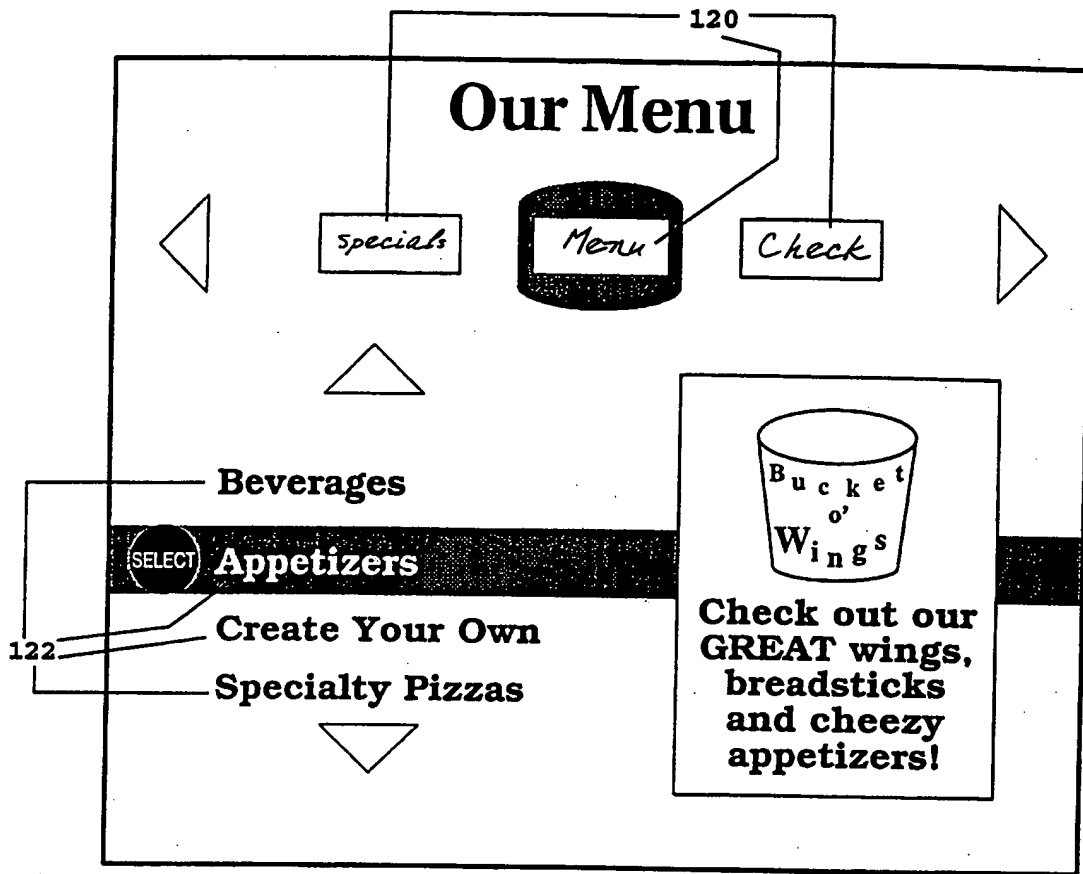 120
Our Menu
specials Menu Check
Beverages
SELECT Appetizers
Create Your Own
122
Specialty Pizzas
Bucket
o'
Wings
Check out our
GREAT wings,
breadsticks
and cheezy
appetizers!